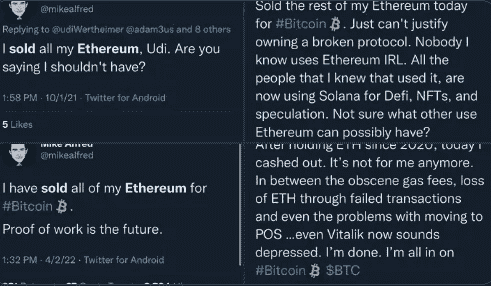 @mikealfred
Replying to @udiWertheimer @adam3us and 8 others
I sold all my Ethereum, Udi. Are you
saying I shouldn't have?
1:58 PM · 10/1/21 · Twitter for Android
5 Likes
Sold the rest of my Ethereum today
for #Bitcoin. Just can't justify
owning a broken protocol. Nobody I
know uses Ethereum IRL. All the
people that I knew that used it, are
now using Solana for Defi, NFTs, and
speculation. Not sure what other use
Ethereum can possibly have?
Mike Alfred
@mikealfred
I have sold all of my Ethereum for
#Bitcoin.
Proof of work is the future.
1:32 PM · 4/2/22 · Twitter for Android
After holding ETH since 2020, today I
cashed out. It's not for me anymore.
In between the obscene gas fees, loss
of ETH through failed transactions
and even the problems with moving to
POS ...even Vitalik now sounds
depressed. I'm done. I'm all in on
#Bitcoin $BTC